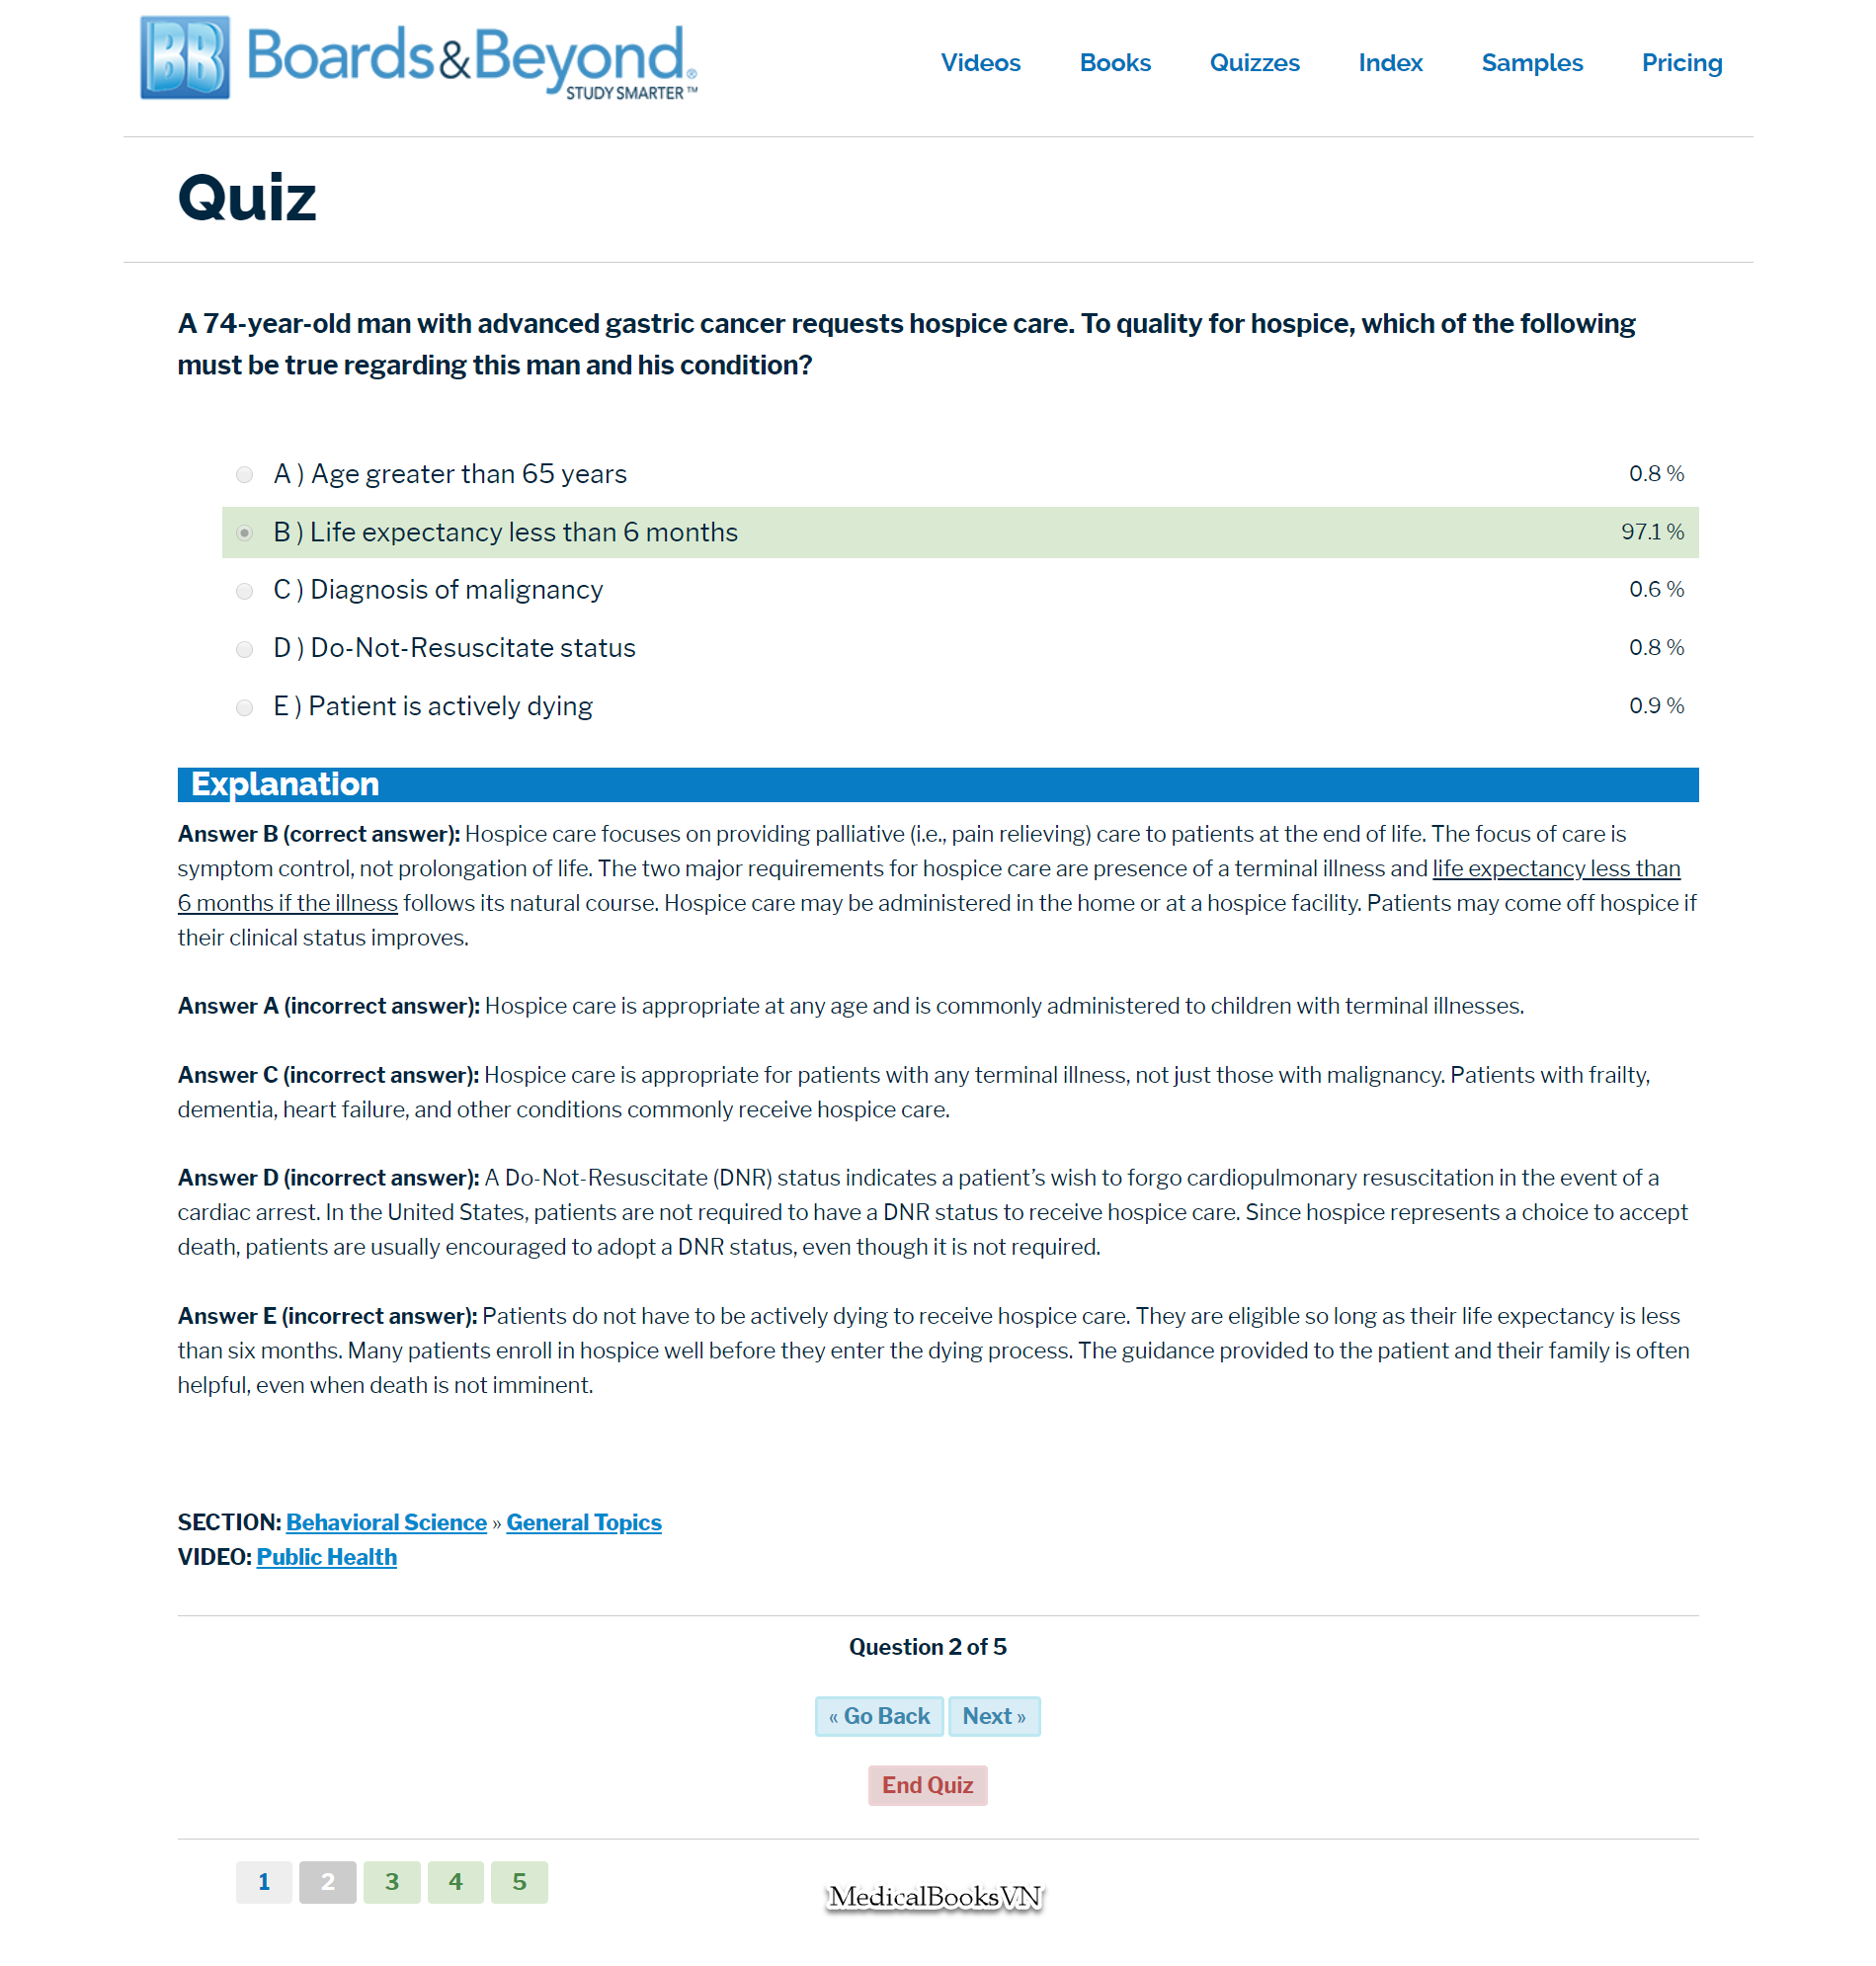 BB Boards&Beyond®
STUDY SMARTER™
Videos Books Quizzes Index Samples Pricing
Quiz
A 74-year-old man with advanced gastric cancer requests hospice care. To quality for hospice, which of the following
must be true regarding this man and his condition?
A ) Age greater than 65 years 0.8 %
B ) Life expectancy less than 6 months 97.1 %
C ) Diagnosis of malignancy 0.6 %
D ) Do-Not-Resuscitate status 0.8 %
E ) Patient is actively dying 0.9 %
Explanation
Answer B (correct answer): Hospice care focuses on providing palliative (i.e., pain relieving) care to patients at the end of life. The focus of care is
symptom control, not prolongation of life. The two major requirements for hospice care are presence of a terminal illness and life expectancy less than
6 months if the illness follows its natural course. Hospice care may be administered in the home or at a hospice facility. Patients may come off hospice if
their clinical status improves.
Answer A (incorrect answer): Hospice care is appropriate at any age and is commonly administered to children with terminal illnesses.
Answer C (incorrect answer): Hospice care is appropriate for patients with any terminal illness, not just those with malignancy. Patients with frailty,
dementia, heart failure, and other conditions commonly receive hospice care.
Answer D (incorrect answer): A Do-Not-Resuscitate (DNR) status indicates a patient’s wish to forgo cardiopulmonary resuscitation in the event of a
cardiac arrest. In the United States, patients are not required to have a DNR status to receive hospice care. Since hospice represents a choice to accept
death, patients are usually encouraged to adopt a DNR status, even though it is not required.
Answer E (incorrect answer): Patients do not have to be actively dying to receive hospice care. They are eligible so long as their life expectancy is less
than six months. Many patients enroll in hospice well before they enter the dying process. The guidance provided to the patient and their family is often
helpful, even when death is not imminent.
SECTION: Behavioral Science » General Topics
VIDEO: Public Health
Question 2 of 5
« Go Back Next »
End Quiz
1 2 3 4 5
MedicalBooksVN